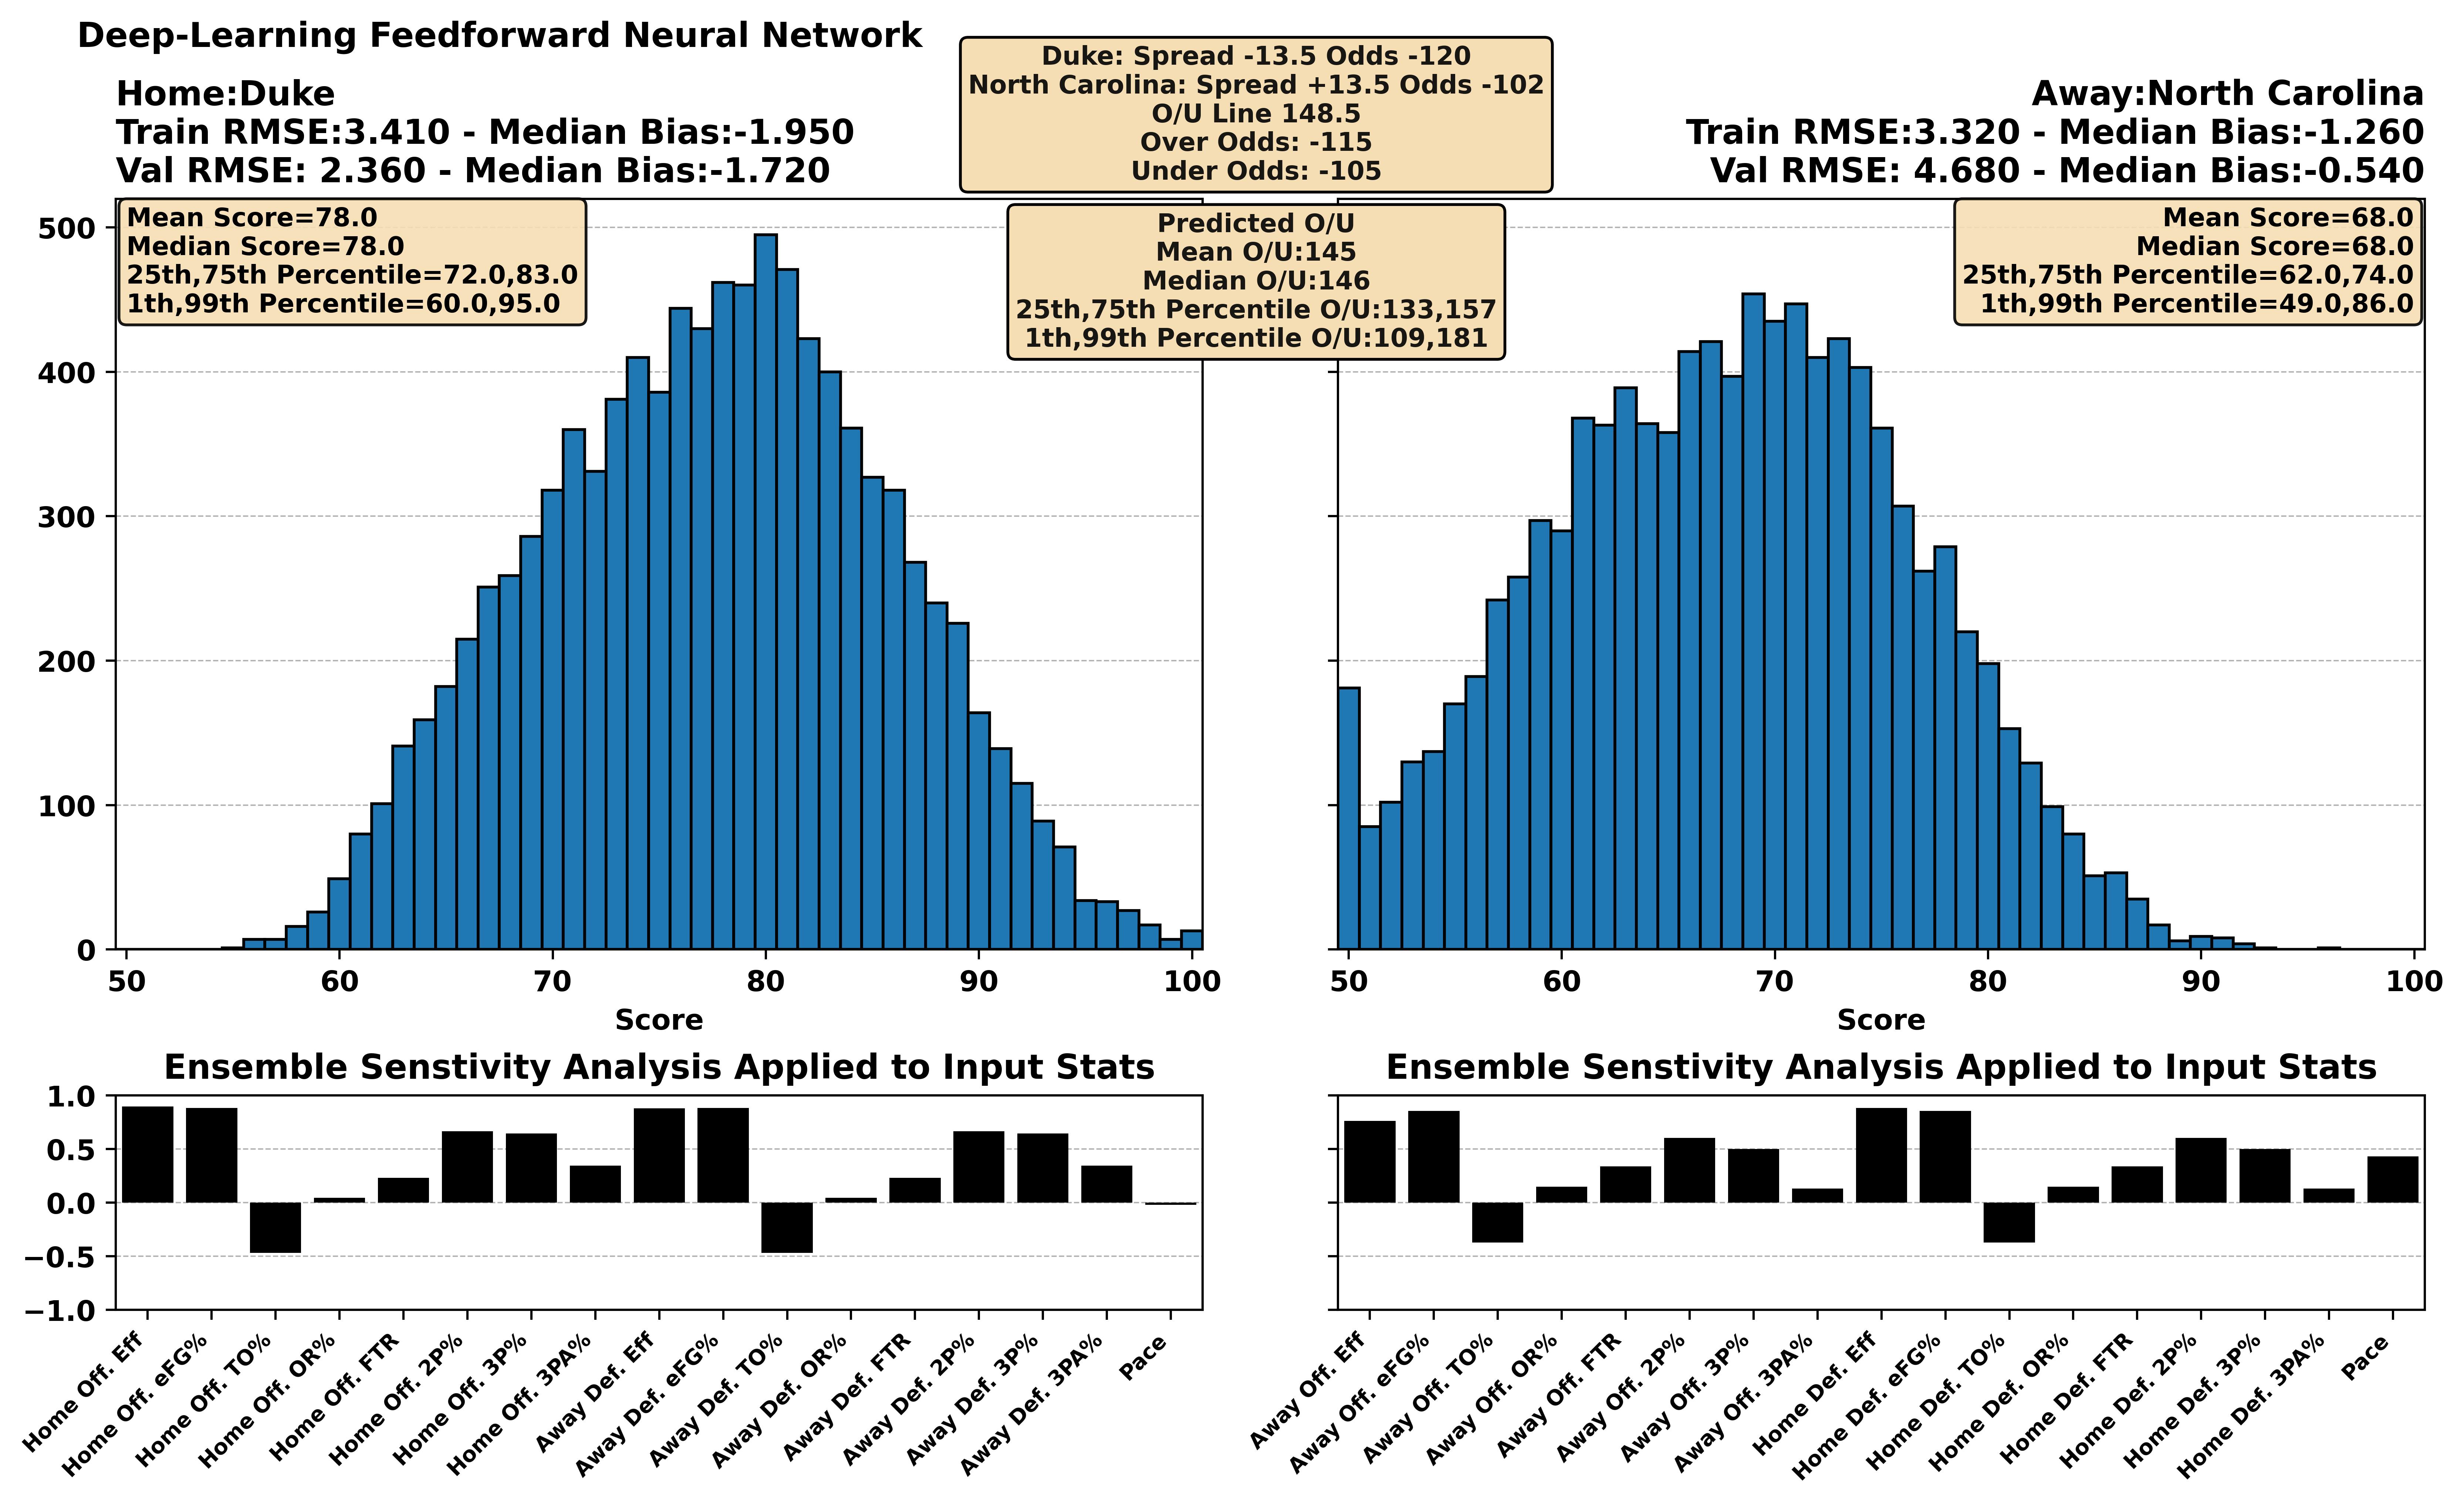 Deep-Learning Feedforward Neural Network
Home:Duke
Train RMSE:3.410 - Median Bias:-1.950
Val RMSE: 2.360 - Median Bias:-1.720
Duke: Spread -13.5 Odds -120
North Carolina: Spread +13.5 Odds -102
O/U Line 148.5
Over Odds: -115
Under Odds: -105
Away:North Carolina
Train RMSE:3.320 - Median Bias:-1.260
Val RMSE: 4.680 - Median Bias:-0.540
Mean Score=78.0
Median Score=78.0
25th,75th Percentile=72.0,83.0
1th,99th Percentile=60.0,95.0
Predicted O/U
Mean O/U:145
Median O/U:146
25th,75th Percentile O/U:133,157
1th,99th Percentile O/U:109,181
Mean Score=68.0
Median Score=68.0
25th,75th Percentile=62.0,74.0
1th,99th Percentile=49.0,86.0
500
400
300
200
100
0
50 60 70 80 90 100
Score
50 60 70 80 90 100
Score
Ensemble Senstivity Analysis Applied to Input Stats
1.0
0.5
0.0
−0.5
−1.0
Home Off. Eff
Home Off. eFG%
Home Off. TO%
Home Off. OR%
Home Off. FTR
Home Off. 2P%
Home Off. 3P%
Home Off. 3PA%
Away Def. Eff
Away Def. eFG%
Away Def. TO%
Away Def. OR%
Away Def. FTR
Away Def. 2P%
Away Def. 3P%
Away Def. 3PA%
Pace
Ensemble Senstivity Analysis Applied to Input Stats
Away Off. Eff
Away Off. eFG%
Away Off. TO%
Away Off. OR%
Away Off. FTR
Away Off. 2P%
Away Off. 3P%
Away Off. 3PA%
Home Def. Eff
Home Def. eFG%
Home Def. TO%
Home Def. OR%
Home Def. FTR
Home Def. 2P%
Home Def. 3P%
Home Def. 3PA%
Pace